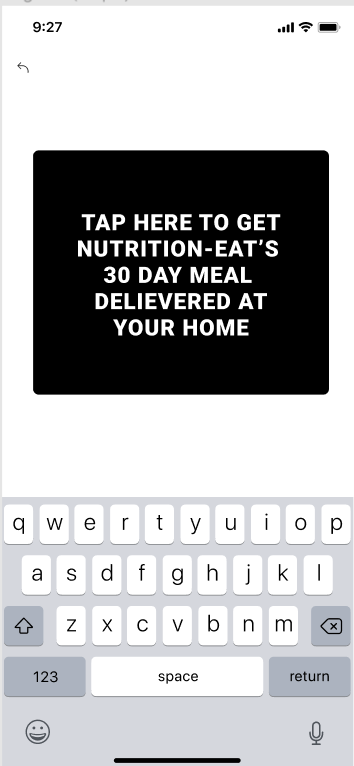 9:27
TAP HERE TO GET
NUTRITION-EAT’S
30 DAY MEAL
DELIEVERED AT
YOUR HOME
q w e r t y u i o p
a s d f g h j k l
z x c v b n m
123 space return